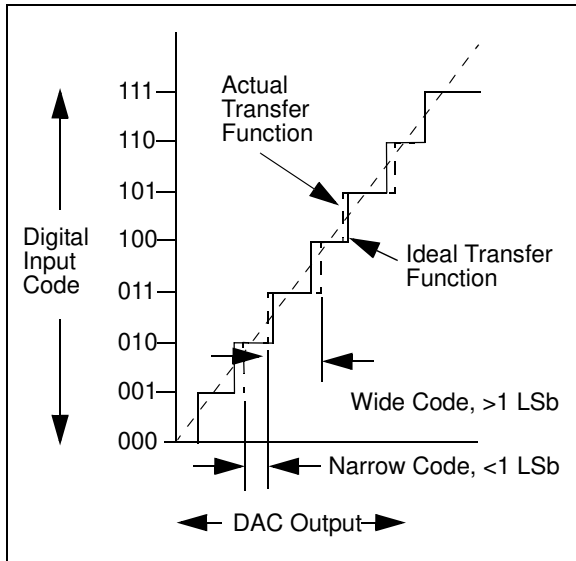 Actual
Transfer
Function
111
110
101
100
011
010
001
000
Digital
Input
Code
Ideal Transfer
Function
Wide Code, >1 LSb
Narrow Code, <1 LSb
DAC Output